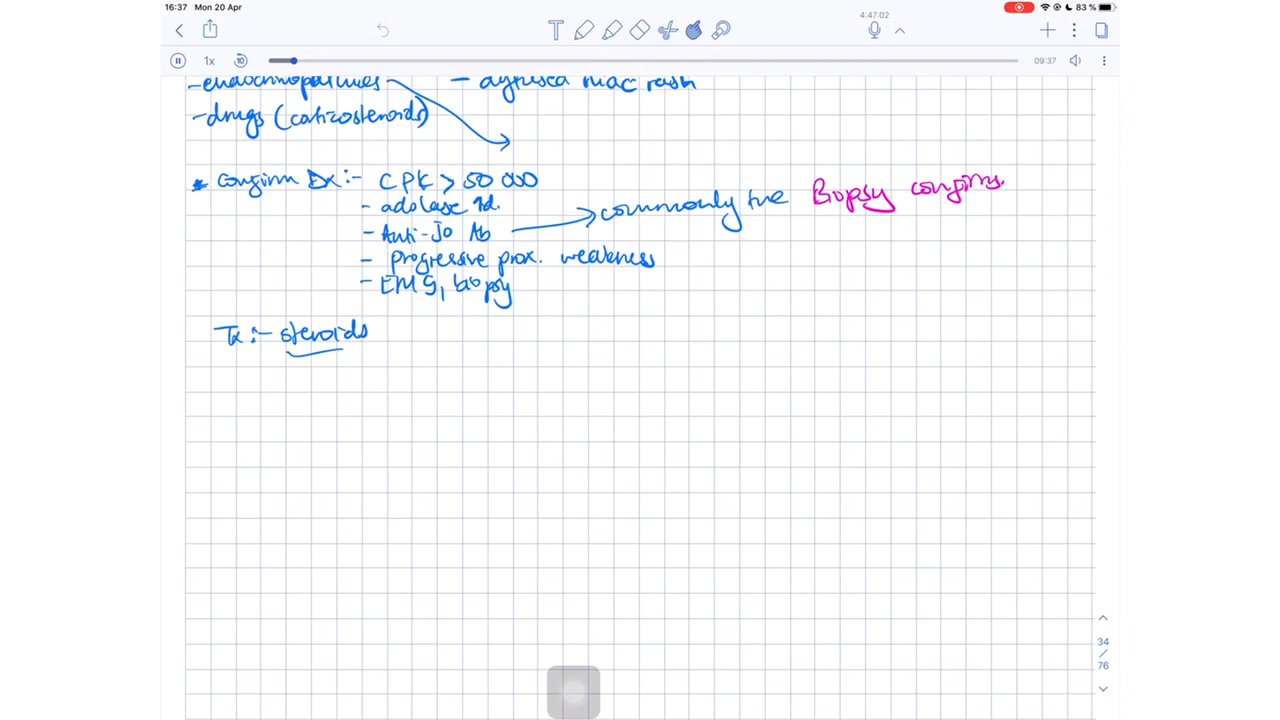 16:37 Mon 20 Apr
83 %
4:47:02
1x
10
09:37
-endocrinopathies
- rash
-drugs (corticosteroids)
* Confirm Dx :- CPK > 50 000
Biopsy confirms.
- adolase ↑d.
commonly +ve
- Anti-Jo Ab
- progressive prox. weakness
- EMG, biopsy
Tx :- steroids
34
/
76